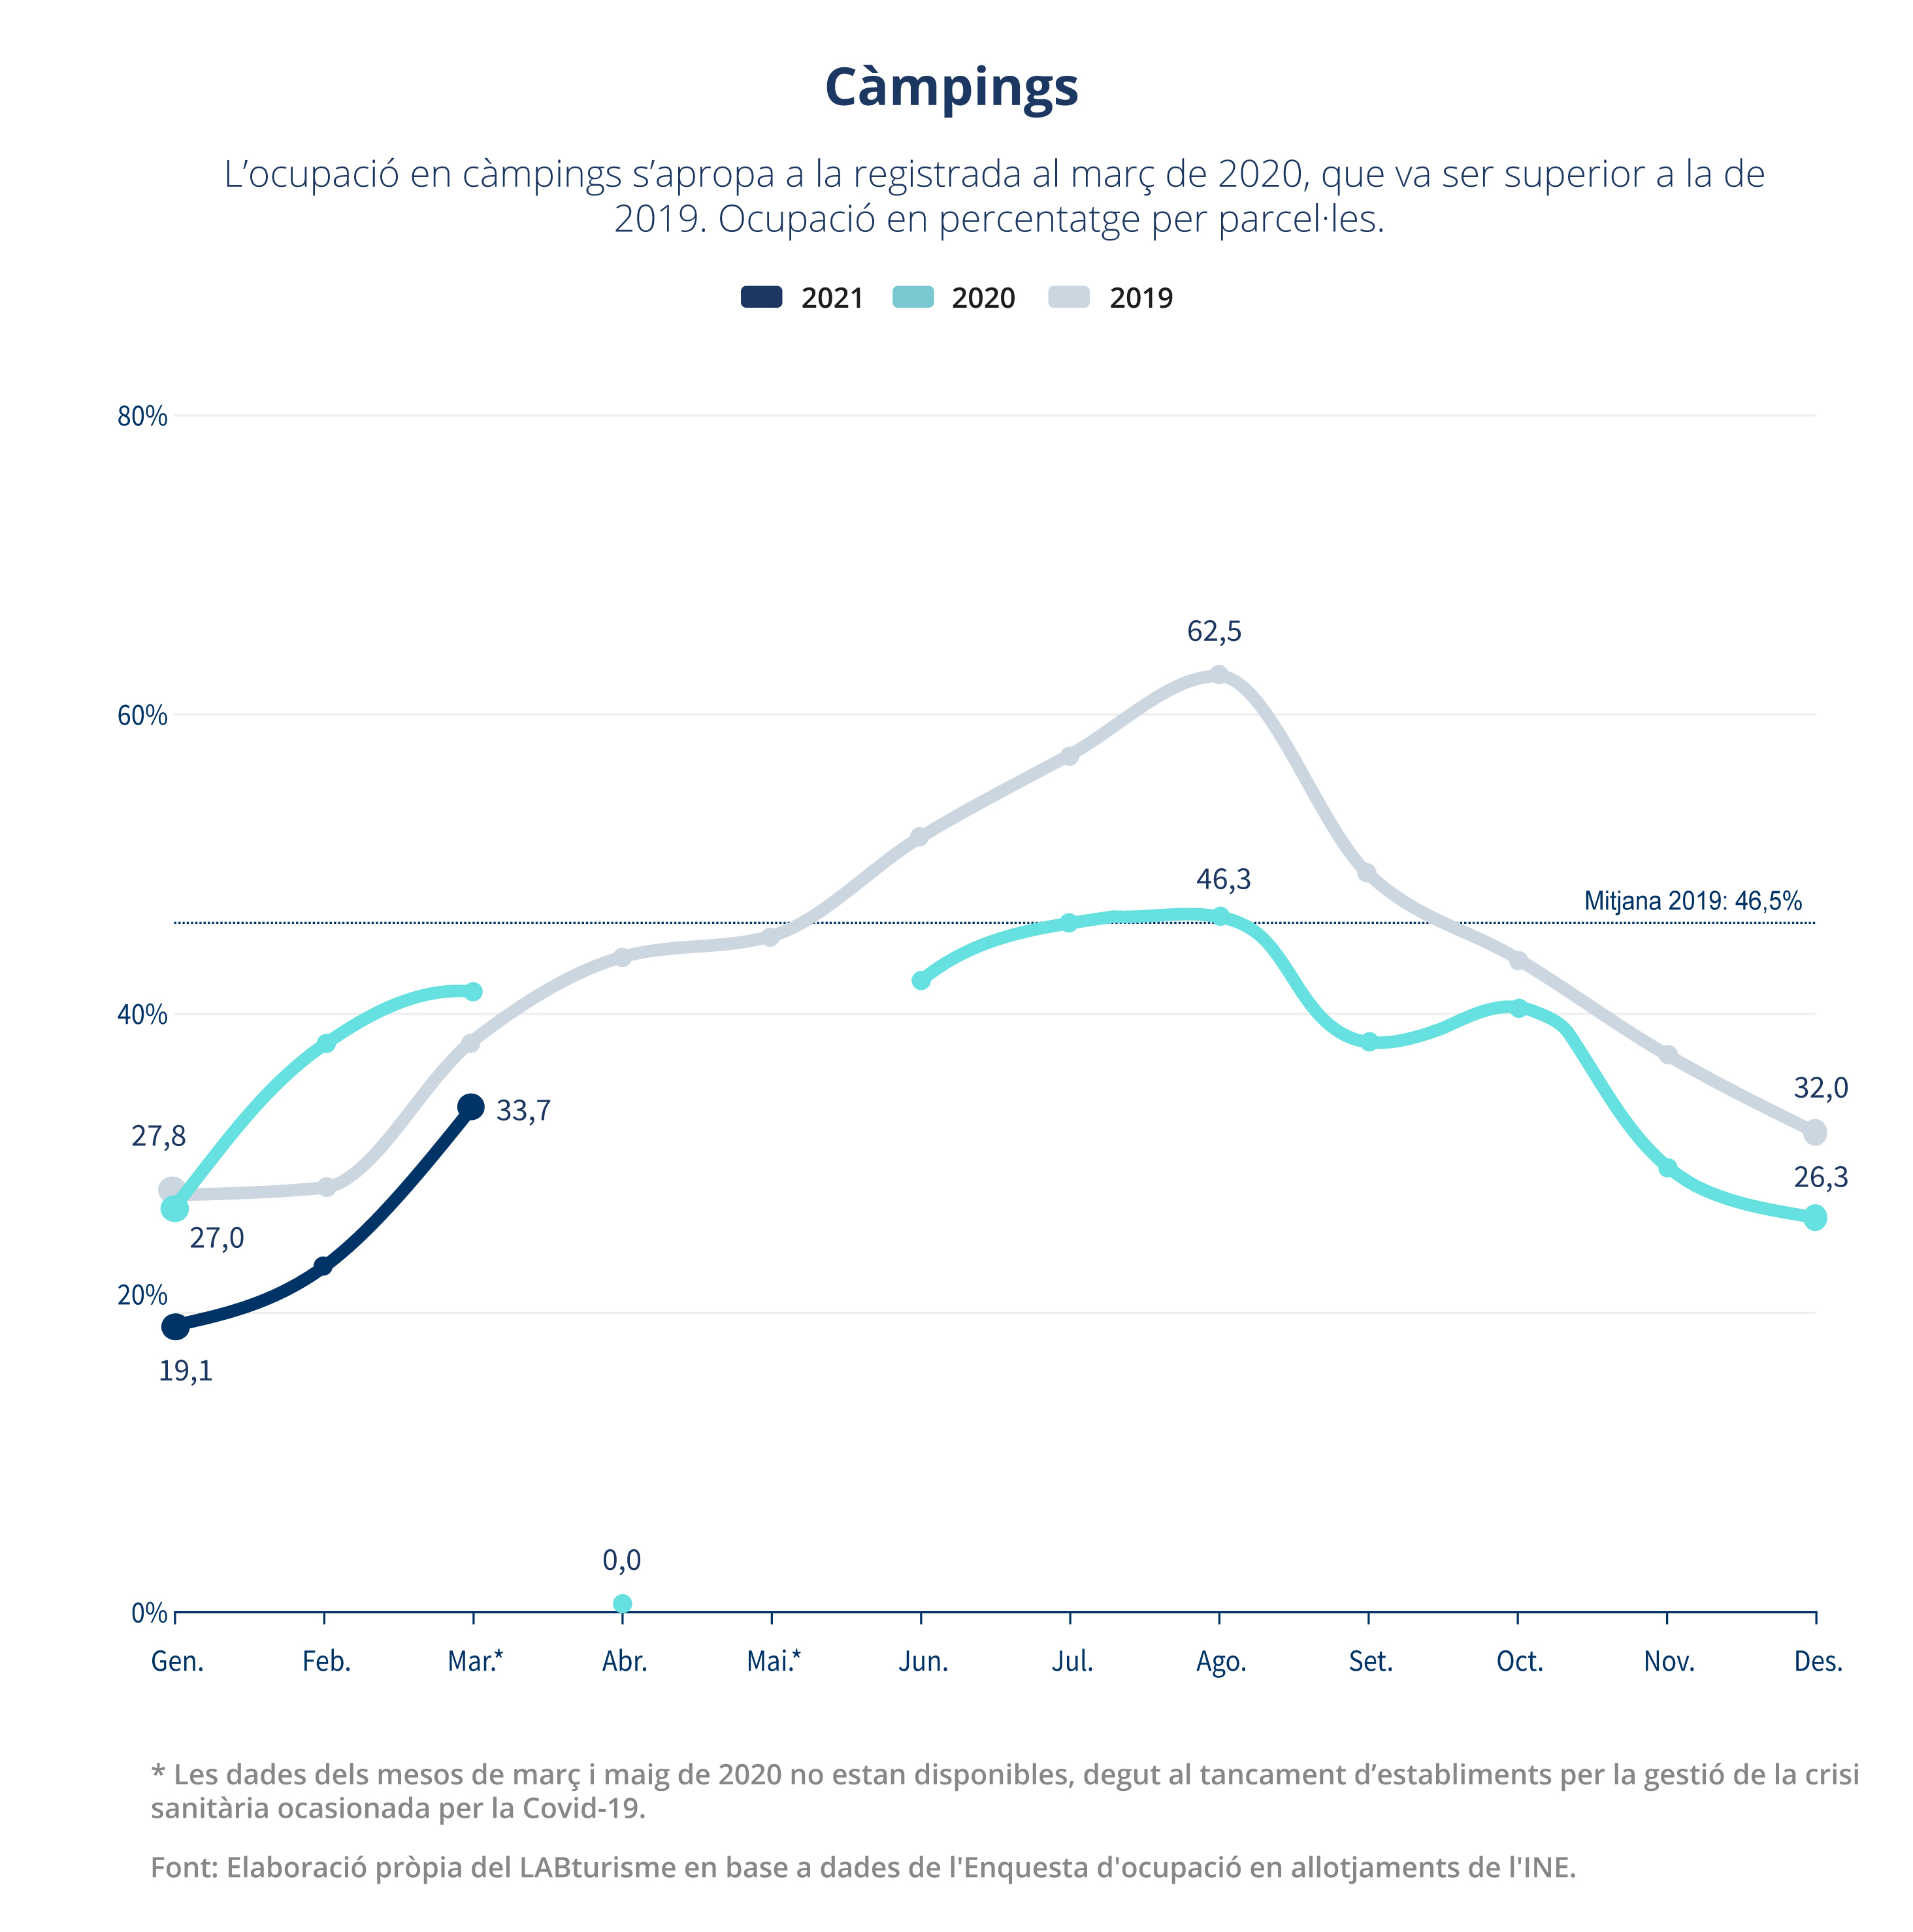 Càmpings
L’ocupació en càmpings s’apropa a la registrada al març de 2020, que va ser superior a la de
2019. Ocupació en percentatge per parcel·les.
2021 2020 2019
80%
60%
40%
20%
0%
62,5
46,3
Mitjana 2019: 46,5%
27,8
27,0
19,1
33,7
32,0
26,3
0,0
Gen. Feb. Mar.* Abr. Mai.* Jun. Jul. Ago. Set. Oct. Nov. Des.
* Les dades dels mesos de març i maig de 2020 no estan disponibles, degut al tancament d’establiments per la gestió de la crisi
sanitària ocasionada per la Covid-19.
Font: Elaboració pròpia del LABturisme en base a dades de l'Enquesta d'ocupació en allotjaments de l'INE.